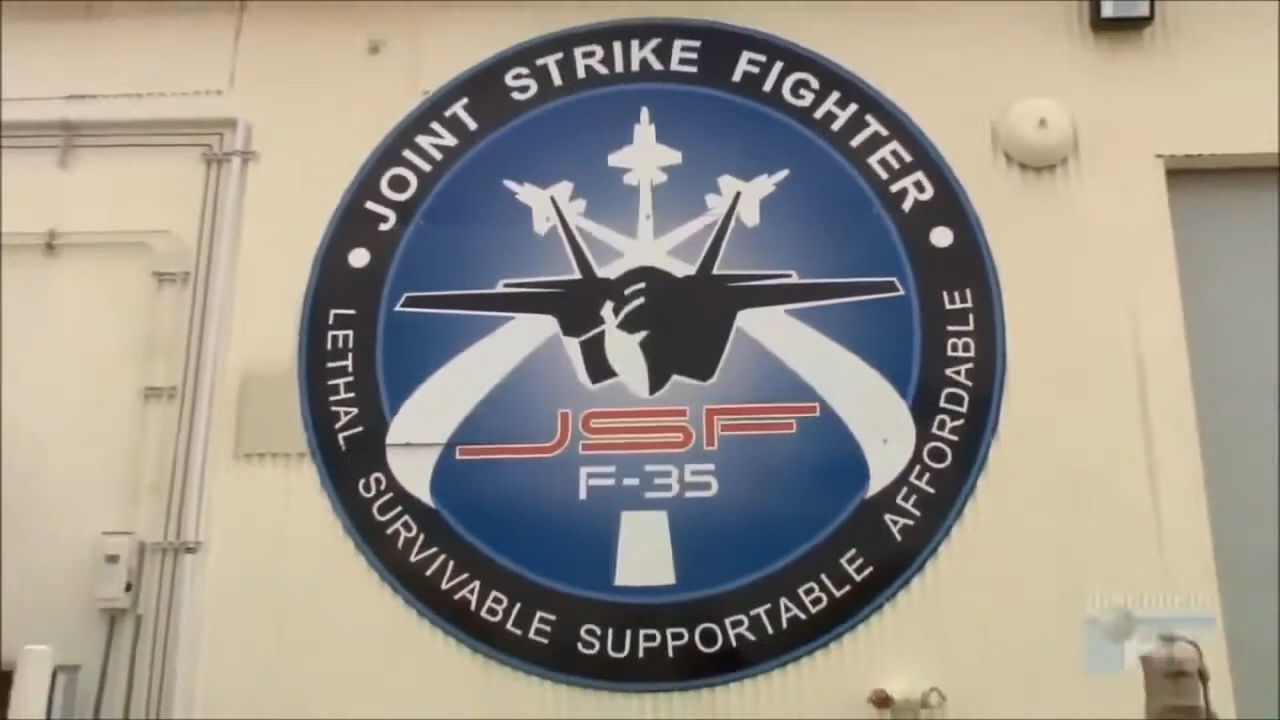 JOINT STRIKE FIGHTER
JSF
F-35
LETHAL SURVIVABLE SUPPORTABLE AFFORDABLE